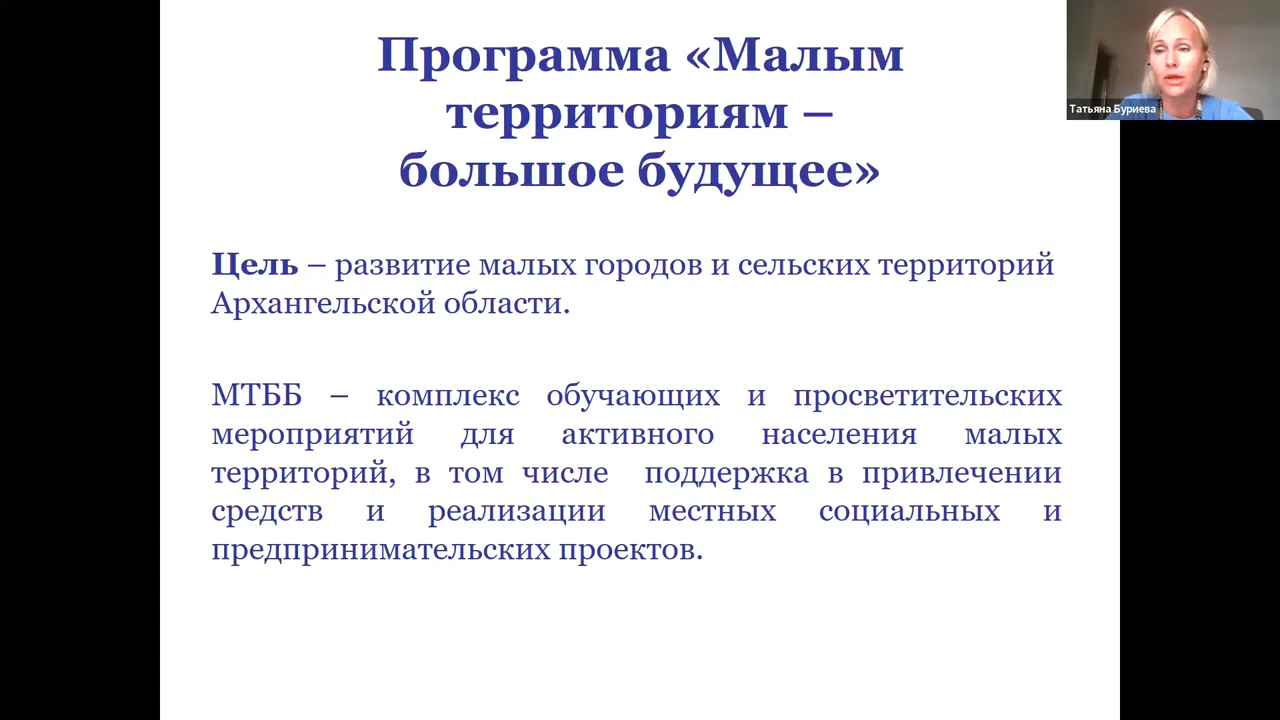 Программа «Малым
территориям –
большое будущее»
Татьяна Буриева
Цель – развитие малых городов и сельских территорий
Архангельской области.
МТББ – комплекс обучающих и просветительских
мероприятий для активного населения малых
территорий, в том числе поддержка в привлечении
средств и реализации местных социальных и
предпринимательских проектов.